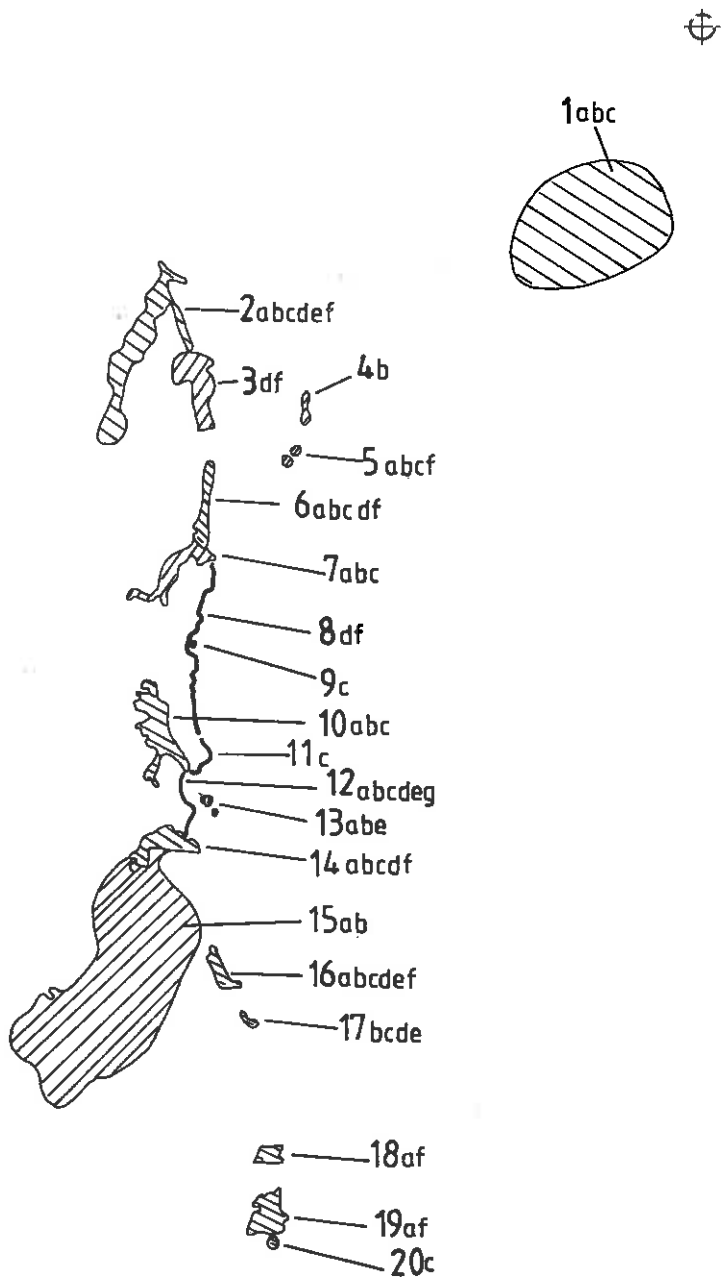 1abc
2abcdef
3df
4b
5abcf
6abcdf
7abc
8df
9c
10abc
11c
12abcdeg
13abe
14abcdf
15ab
16abcdef
17bcde
18af
19af
20c